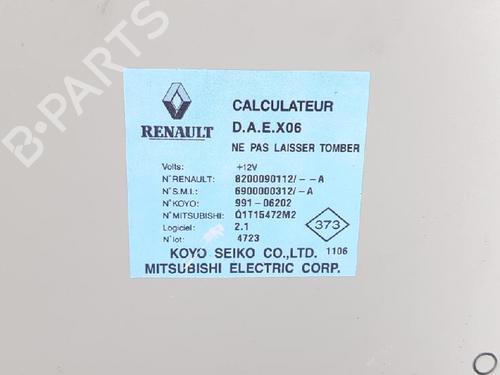 RENAULT
CALCULATEUR
D.A.E.X06
NE PAS LAISSER TOMBER
Volts: +12V
N°RENAULT: 8200090112/--A
N°S.M.I.: 6900000312/-A
N°KOYO: 991-06202
N°MITSUBISHI: Q1T15472M2
Logiciel: 2.1
N°lot: 4723
373
KOYO SEIKO CO.,LTD. 1106
MITSUBISHI ELECTRIC CORP.
B-PARTS